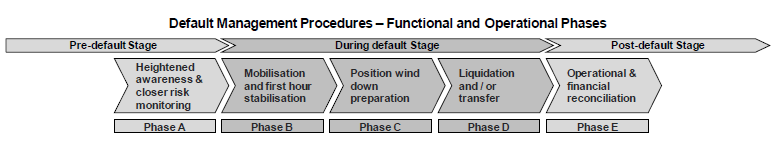 Default Management Procedures – Functional and Operational Phases
Pre-default Stage
During default Stage
Post-default Stage
Heightened
awareness &
closer risk
monitoring
Mobilisation
and first hour
stabilisation
Position wind
down
preparation
Liquidation
and / or
transfer
Operational &
financial
reconciliation
Phase A
Phase B
Phase C
Phase D
Phase E